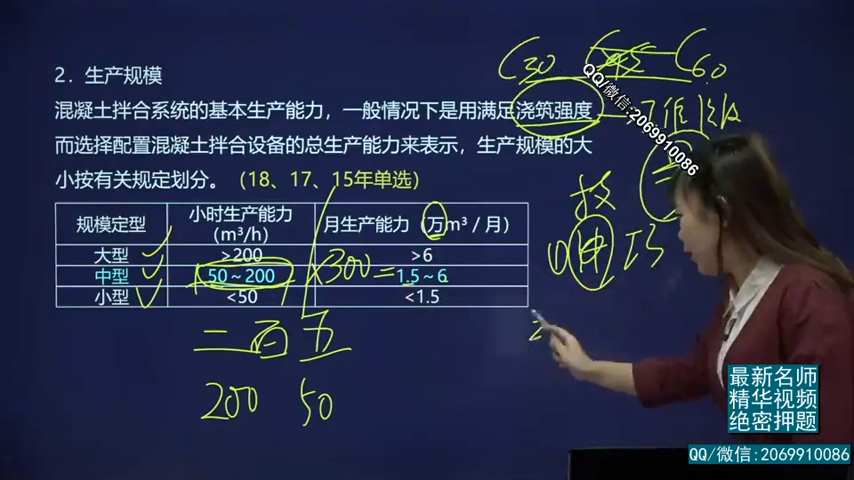 2．生产规模
混凝土拌合系统的基本生产能力，一般情况下是用满足浇筑强度
而选择配置混凝土拌合设备的总生产能力来表示，生产规模的大
小按有关规定划分。（18、17、15年单选）
规模定型 小时生产能力（m³/h） 月生产能力（万m³／月）
大型 >200 >6
中型 50～200 1.5～6
小型 <50 <1.5
×300=
二百五
200 50
C30 C45 C60
QQ/微信:2069910086
技
①
最新名师
精华视频
绝密押题
QQ/微信:2069910086